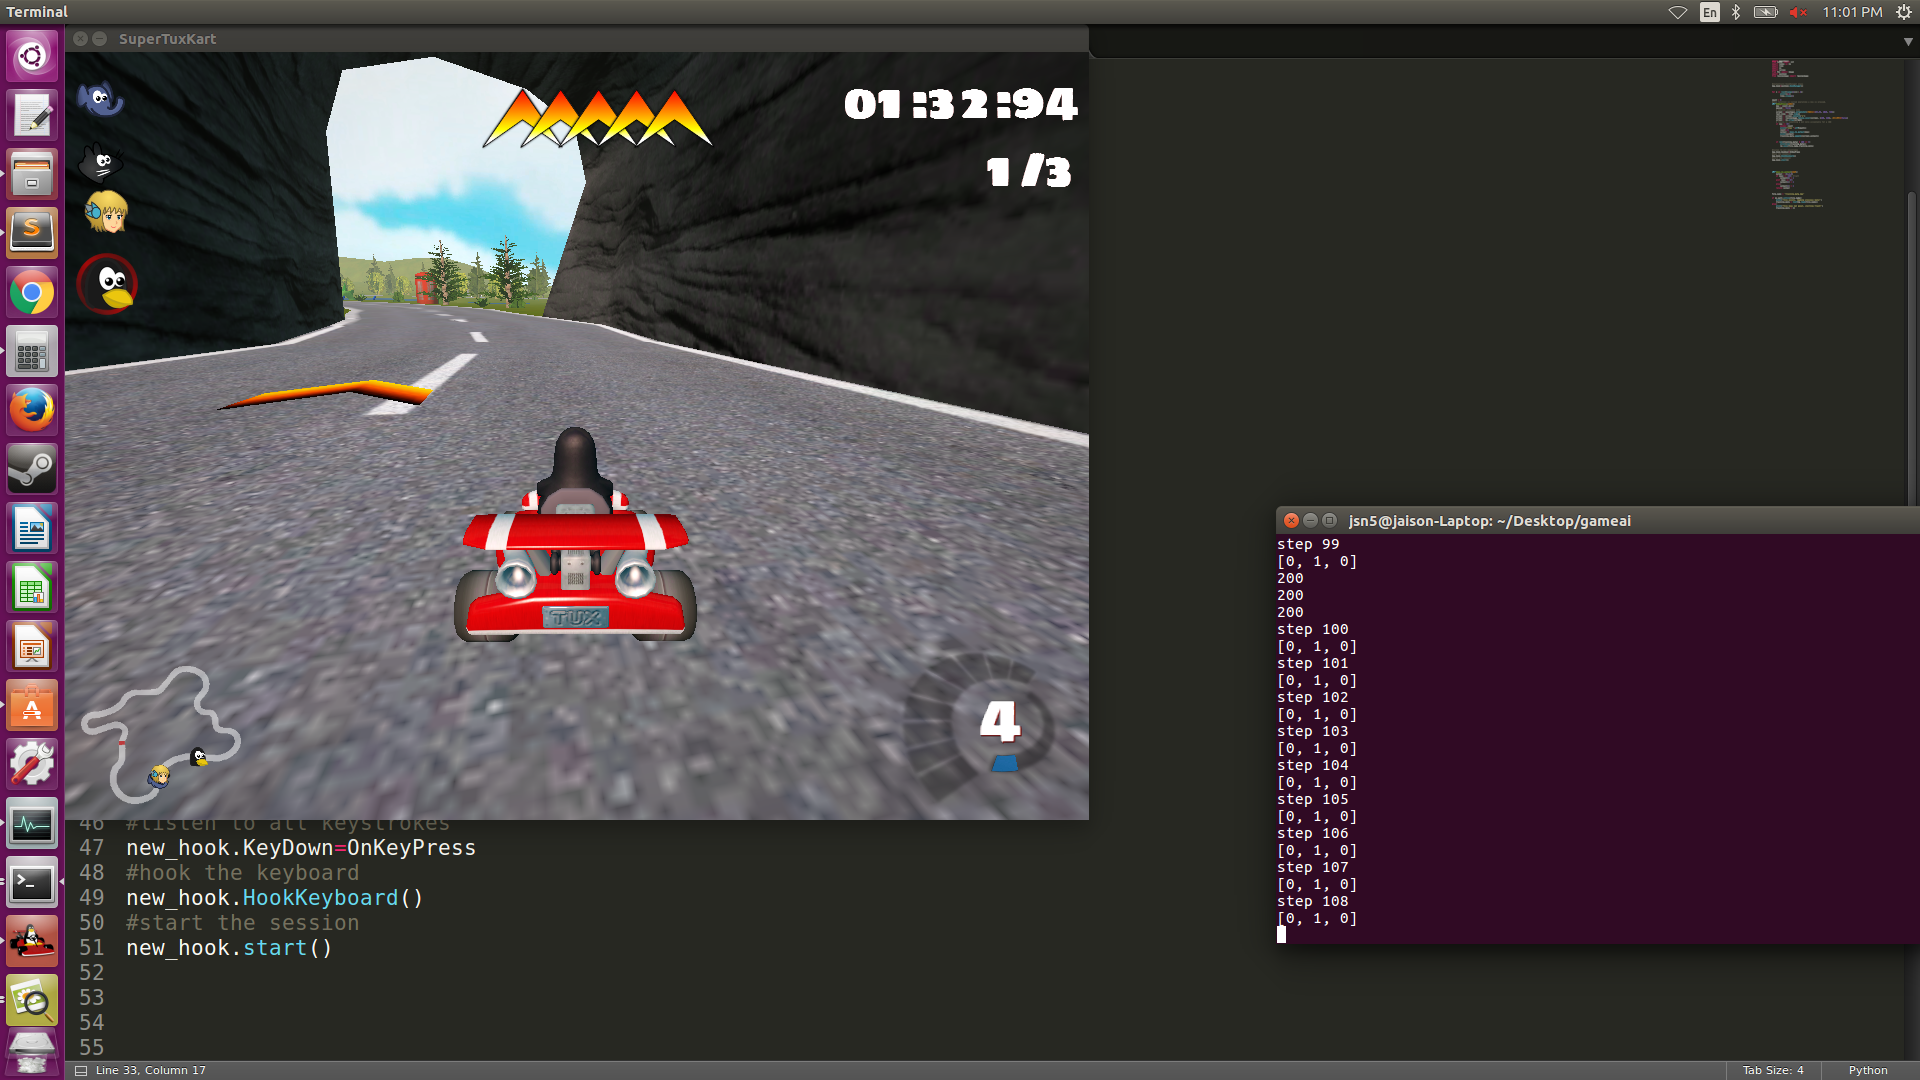 Terminal
En
11:01 PM
SuperTuxKart
01:32:94
1/3
TUX
4
jsn5@jaison-Laptop: ~/Desktop/gameai
step 99
[0, 1, 0]
200
200
200
step 100
[0, 1, 0]
step 101
[0, 1, 0]
step 102
[0, 1, 0]
step 103
[0, 1, 0]
step 104
[0, 1, 0]
step 105
[0, 1, 0]
step 106
[0, 1, 0]
step 107
[0, 1, 0]
step 108
[0, 1, 0]
46 #listen to all keystrokes
47 new_hook.KeyDown=OnKeyPress
48 #hook the keyboard
49 new_hook.HookKeyboard()
50 #start the session
51 new_hook.start()
52
53
54
55
Line 33, Column 17
Tab Size: 4
Python